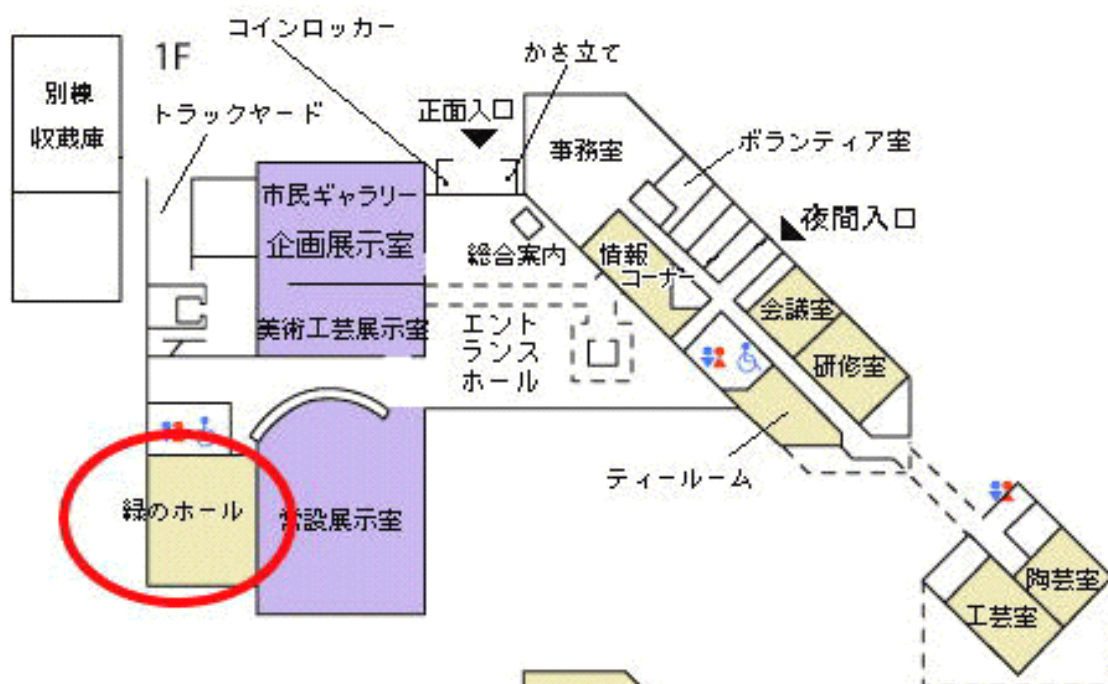 コインロッカー
1F
かさ立て
別棟
収蔵庫
トラックヤード
正面入口
事務室
ボランティア室
市民ギャラリー
企画展示室
夜間入口
総合案内
情報
コーナー
会議室
美術工芸展示室
エント
ランス
ホール
研修室
ティールーム
緑のホール
常設展示室
陶芸室
工芸室